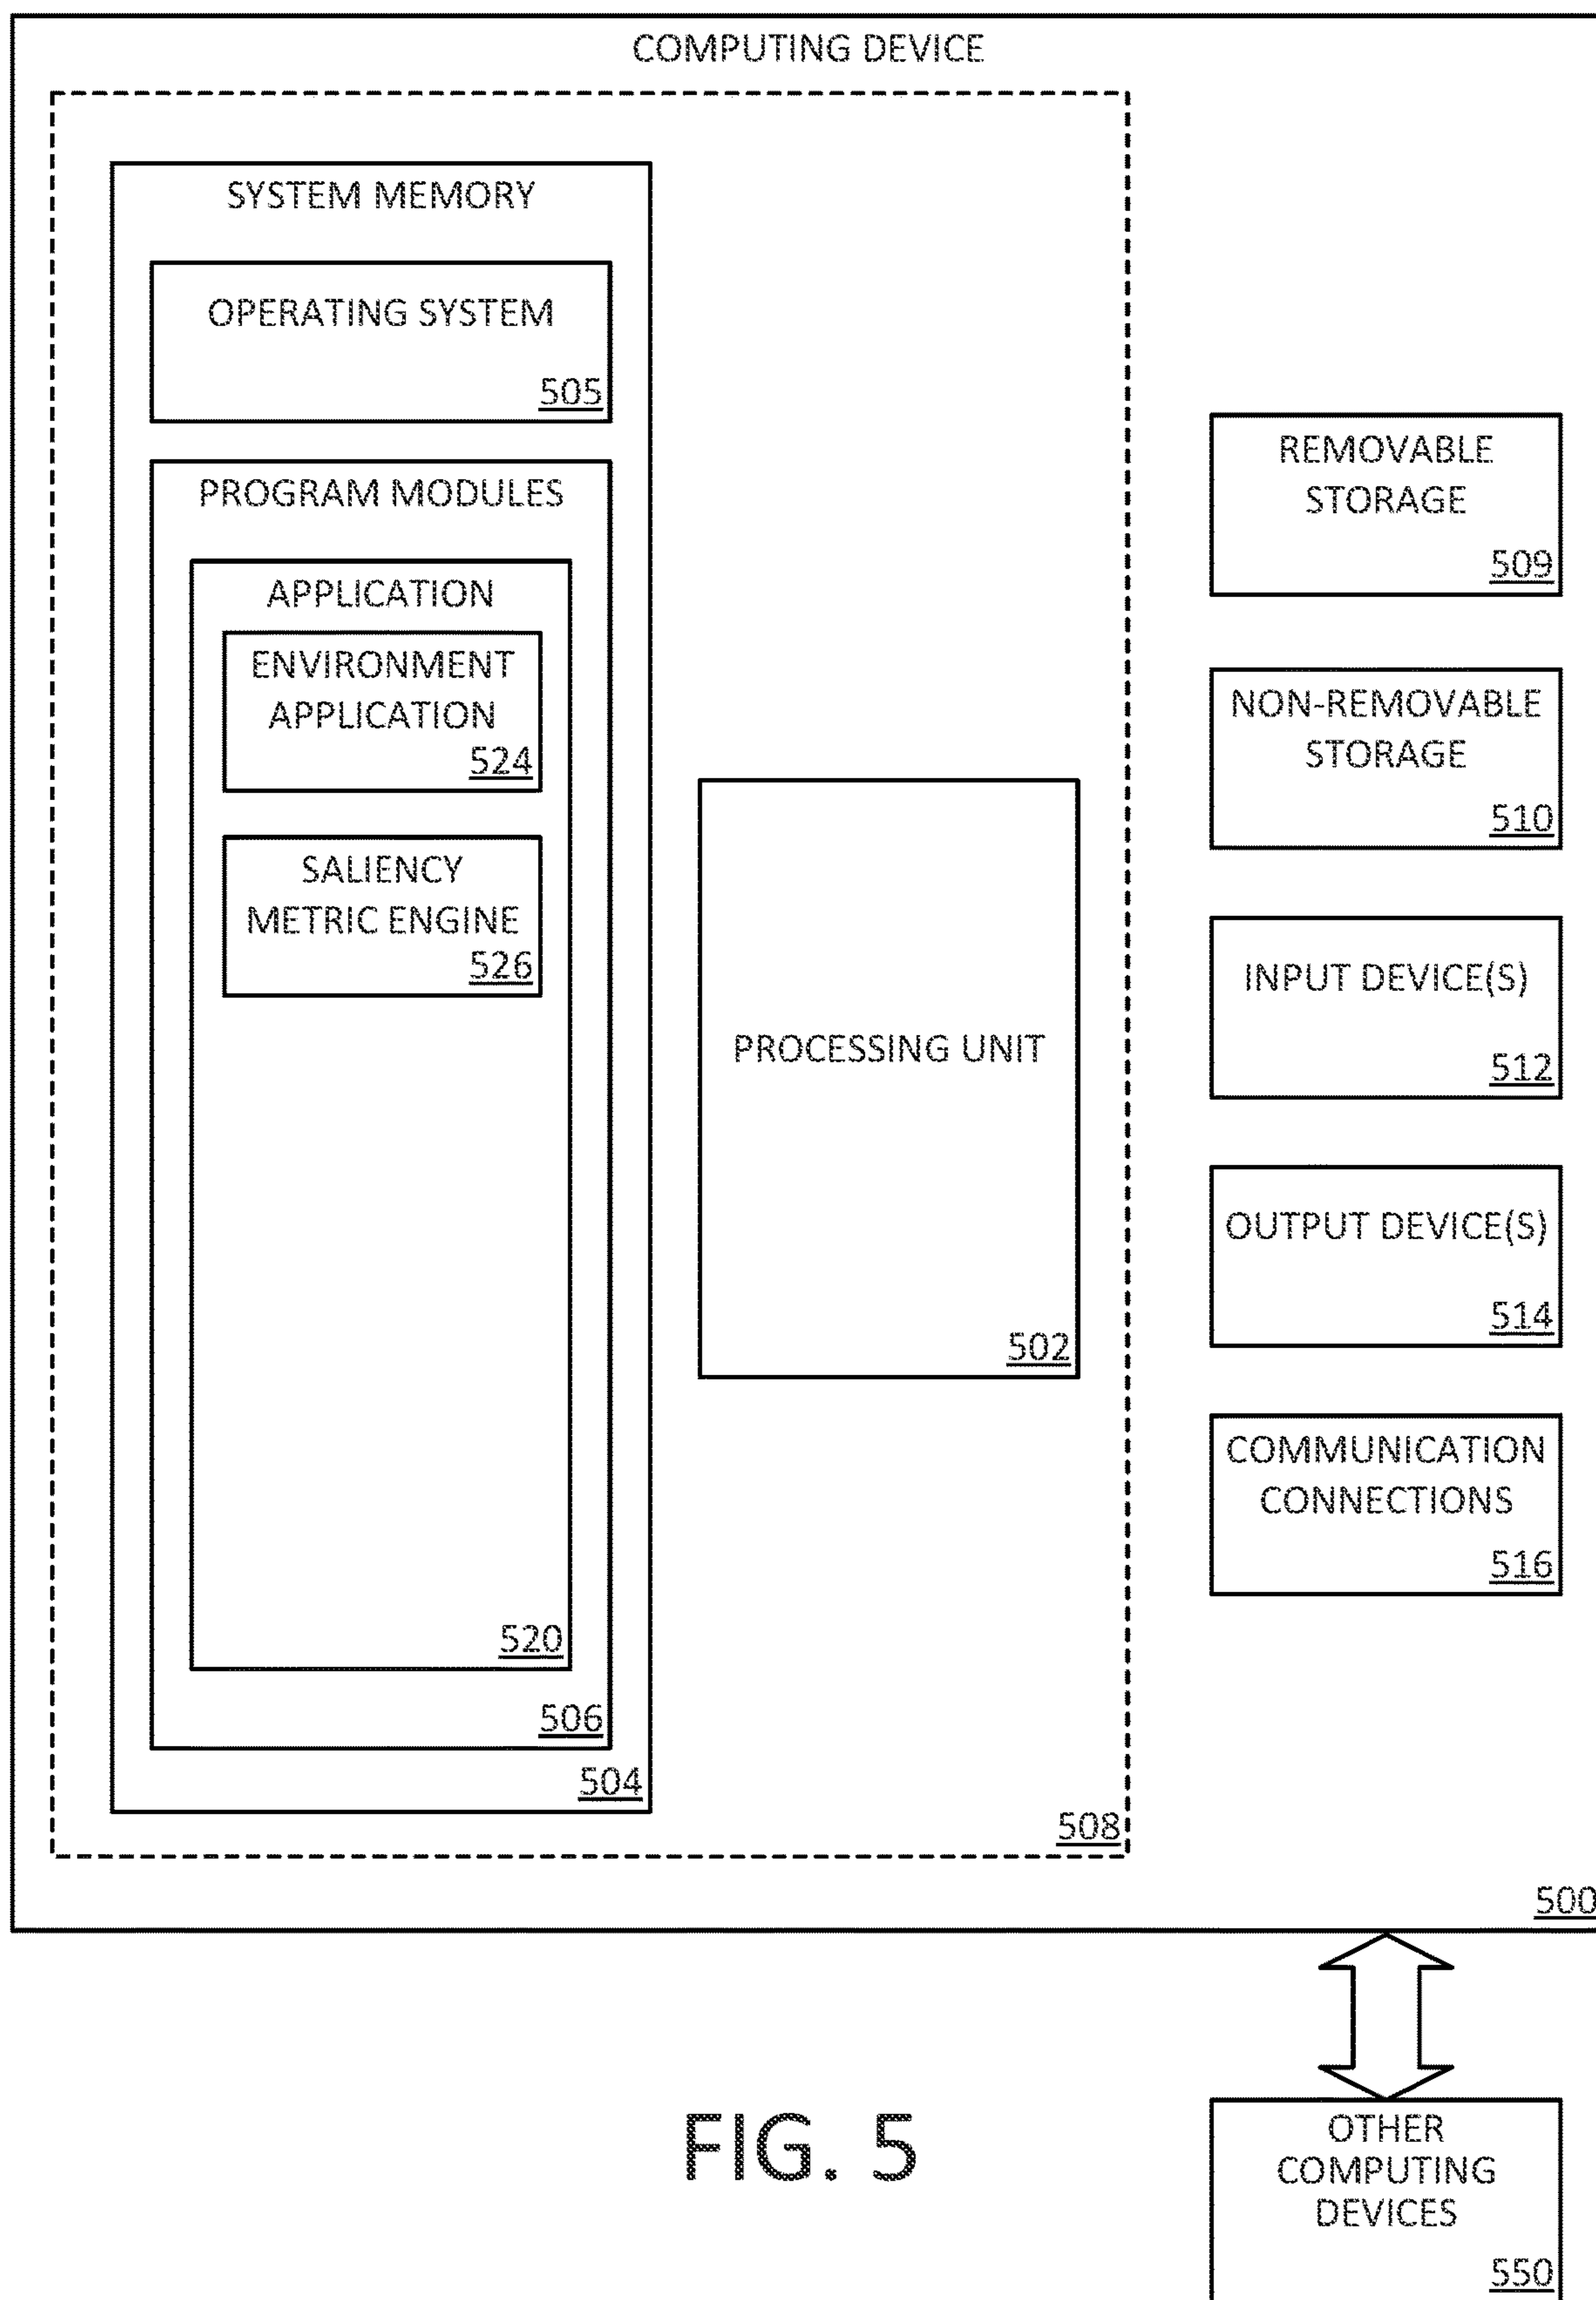 COMPUTING DEVICE
SYSTEM MEMORY
OPERATING SYSTEM
505
PROGRAM MODULES
APPLICATION
ENVIRONMENT
APPLICATION
524
SALIENCY
METRIC ENGINE
526
520
506
504
PROCESSING UNIT
502
508
REMOVABLE
STORAGE
509
NON-REMOVABLE
STORAGE
510
INPUT DEVICE(S)
512
OUTPUT DEVICE(S)
514
COMMUNICATION
CONNECTIONS
516
500
OTHER
COMPUTING
DEVICES
550
FIG. 5